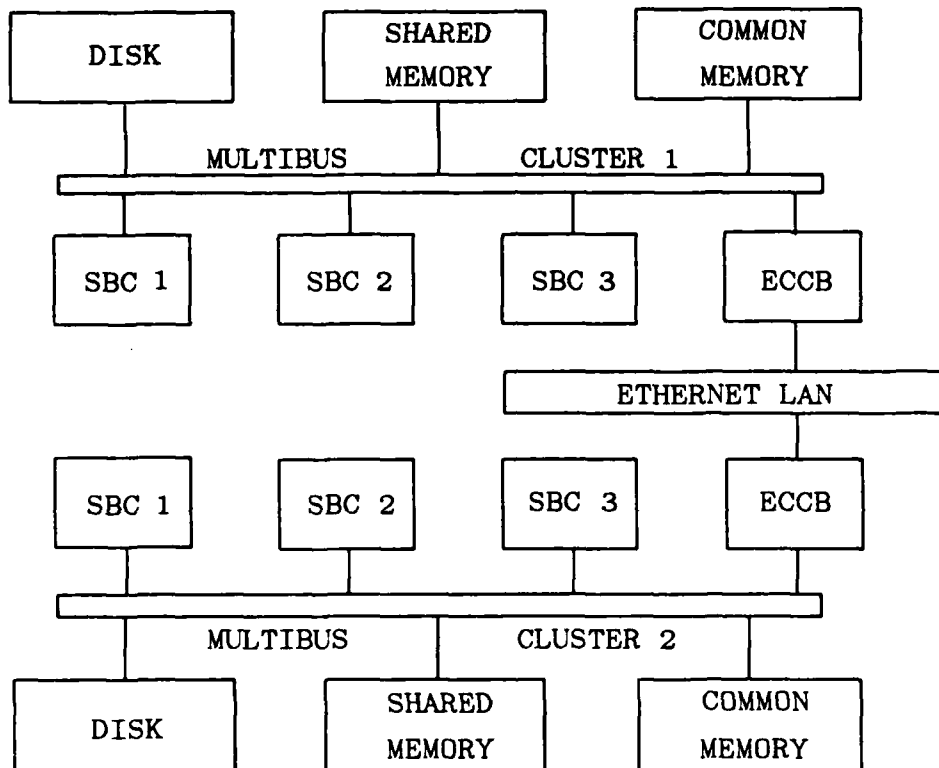 DISK
SHARED
MEMORY
COMMON
MEMORY
MULTIBUS
CLUSTER 1
SBC 1
SBC 2
SBC 3
ECCB
ETHERNET LAN
SBC 1
SBC 2
SBC 3
ECCB
MULTIBUS
CLUSTER 2
DISK
SHARED
MEMORY
COMMON
MEMORY